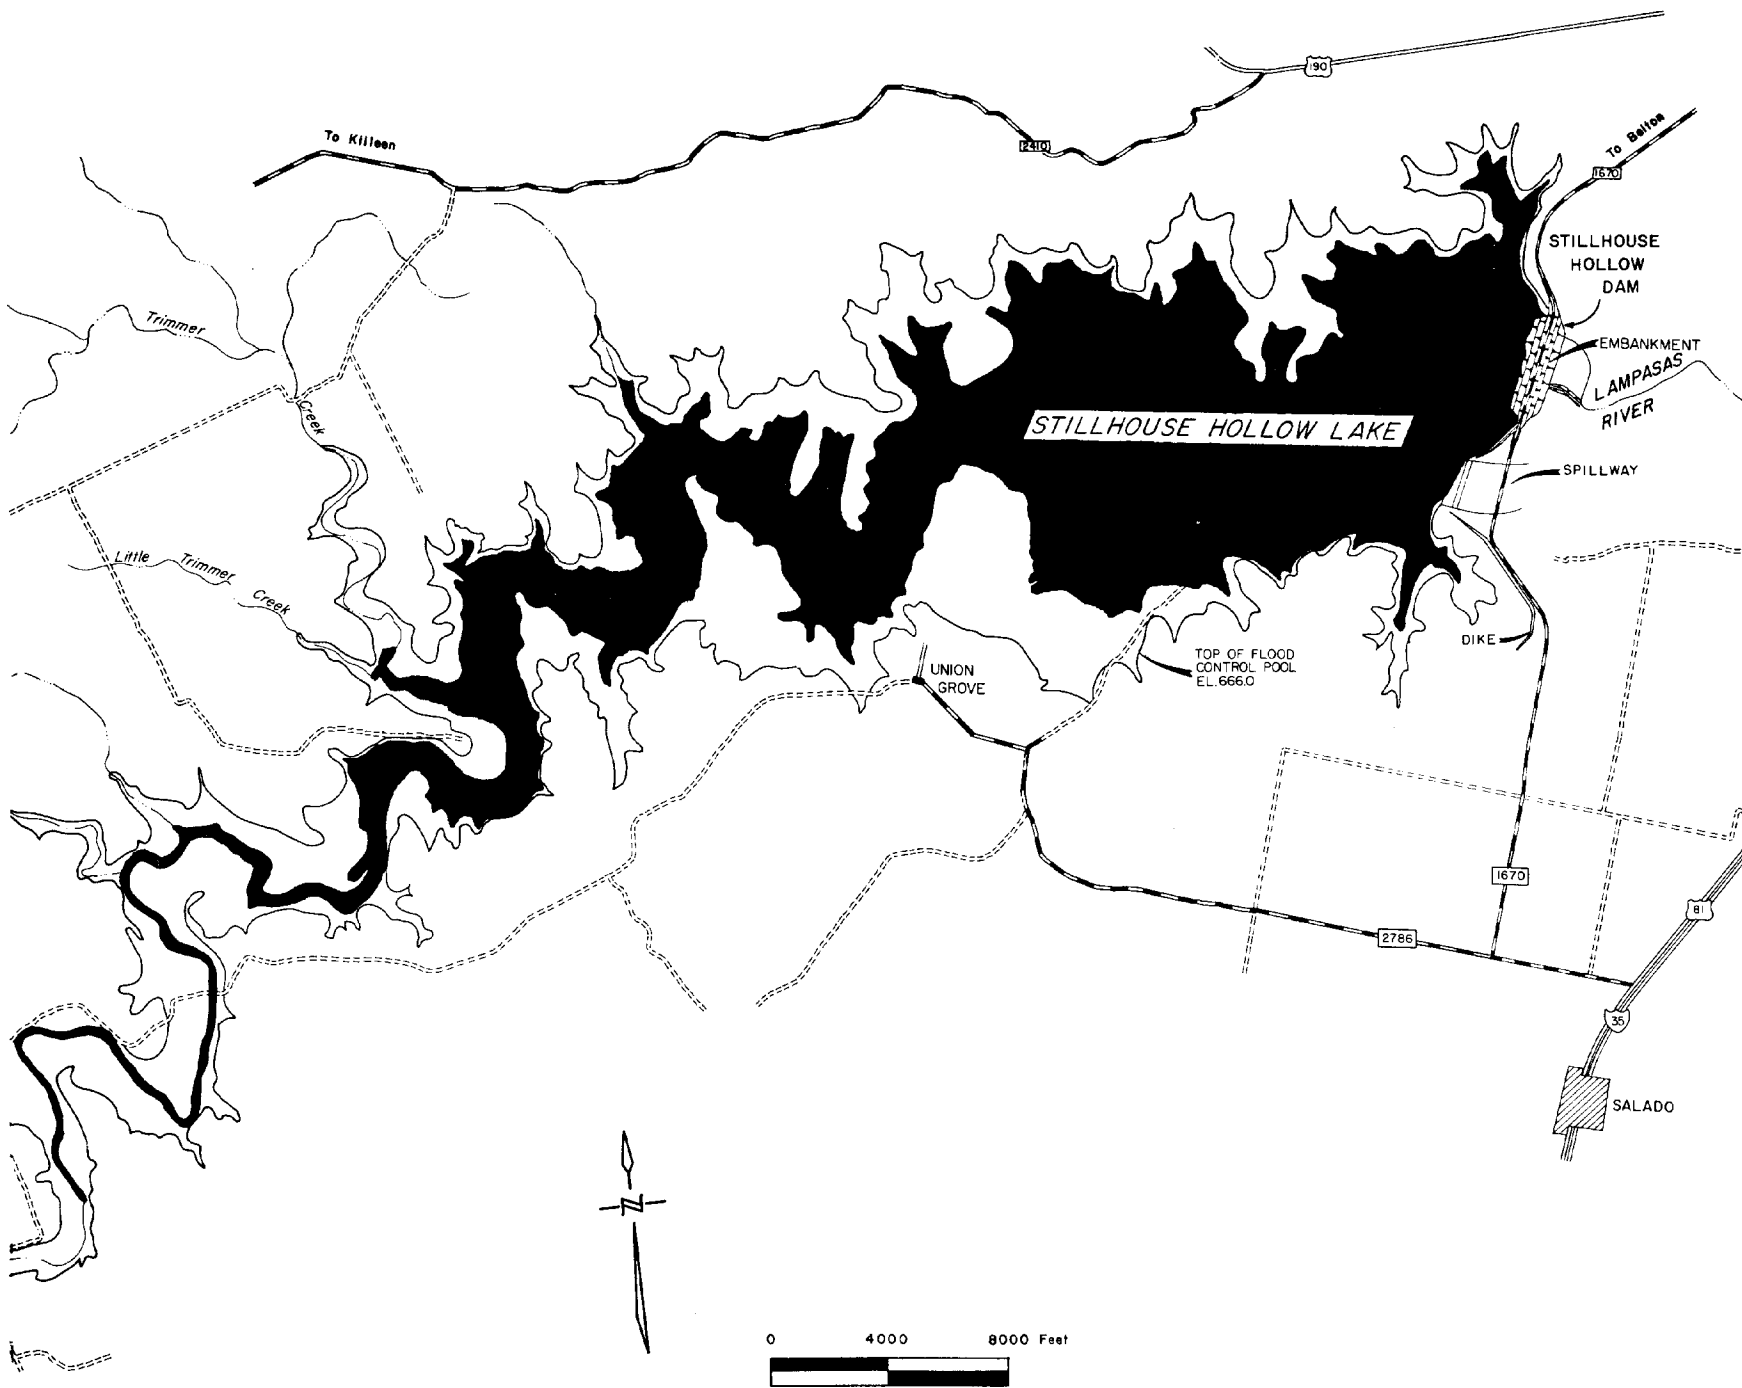 190
To Killeen
2410
To Belton
1670
STILLHOUSE
HOLLOW
DAM
Trimmer
EMBANKMENT
LAMPASAS
RIVER
Creek
STILLHOUSE HOLLOW LAKE
SPILLWAY
Little Trimmer
Creek
DIKE
TOP OF FLOOD
CONTROL POOL
EL.666.0
UNION
GROVE
1670
81
2786
35
SALADO
N
0 4000 8000 Feet